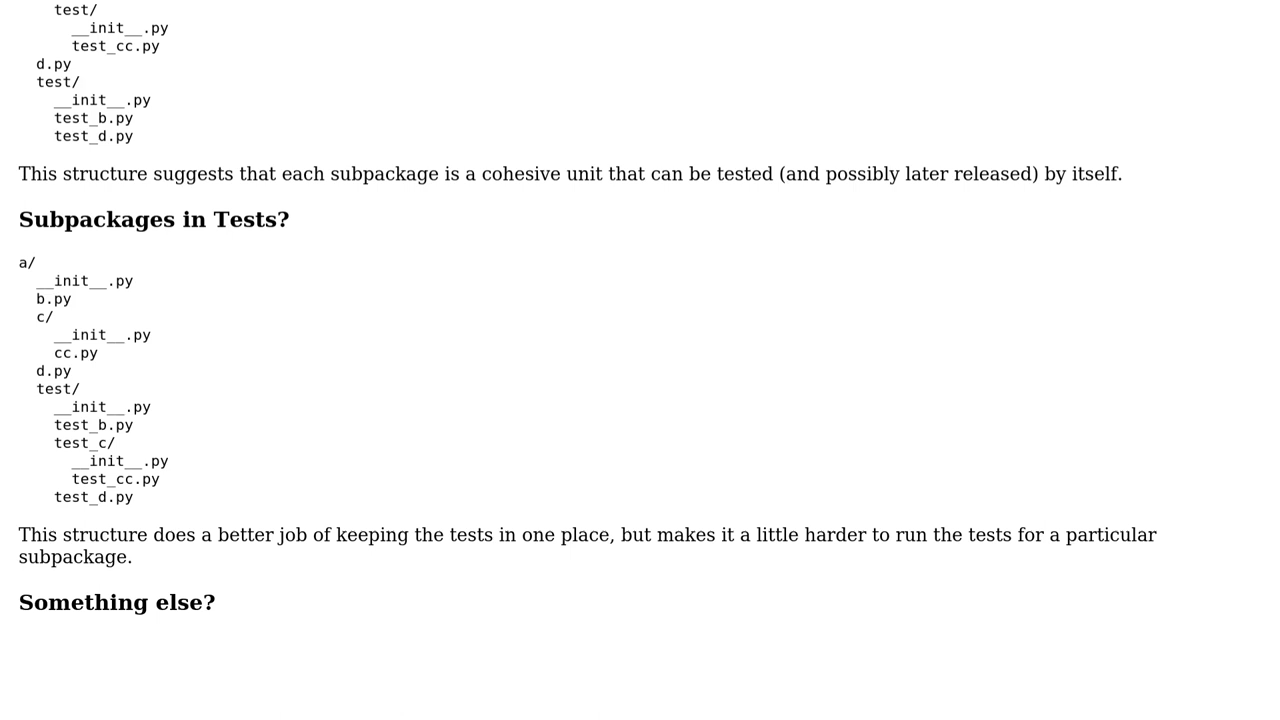 test/
__init__.py
test_cc.py
d.py
test/
__init__.py
test_b.py
test_d.py
This structure suggests that each subpackage is a cohesive unit that can be tested (and possibly later released) by itself.
Subpackages in Tests?
a/
__init__.py
b.py
c/
__init__.py
cc.py
d.py
test/
__init__.py
test_b.py
test_c/
__init__.py
test_cc.py
test_d.py
This structure does a better job of keeping the tests in one place, but makes it a little harder to run the tests for a particular
subpackage.
Something else?